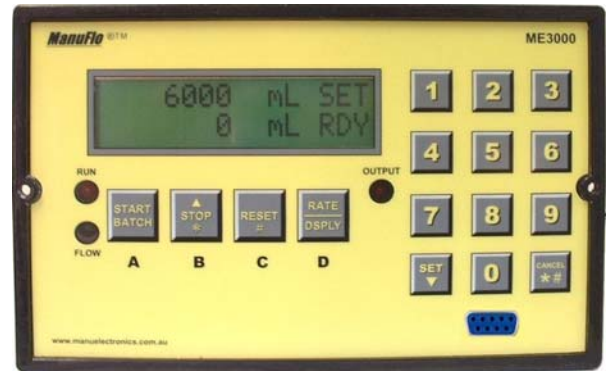 ManuFlo ®TM
ME3000
6000 mL SET
0 mL RDY
RUN
OUTPUT
FLOW
START
BATCH
▲
STOP
*
RESET
#
RATE
DSPLY
A B C D
1 2 3
4 5 6
7 8 9
SET
▼
0
CANCEL
*#
www.manuelectronics.com.au